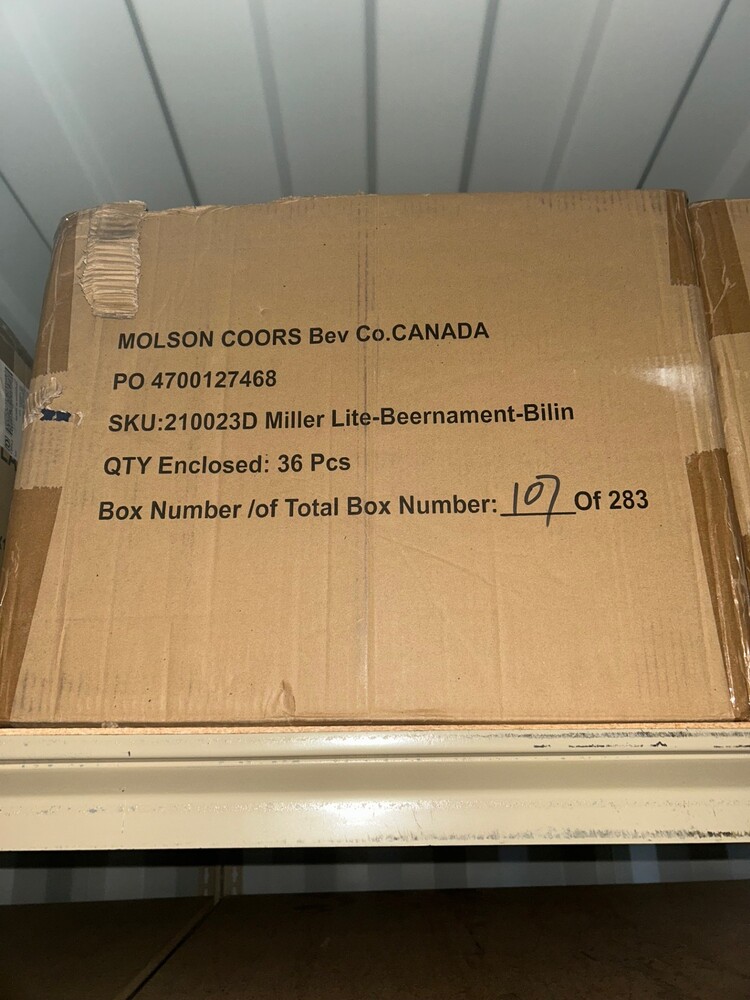 MOLSON COORS Bev Co.CANADA
PO 4700127468
SKU:210023D Miller Lite-Beernament-Bilin
QTY Enclosed: 36 Pcs
Box Number /of Total Box Number: 107 Of 283